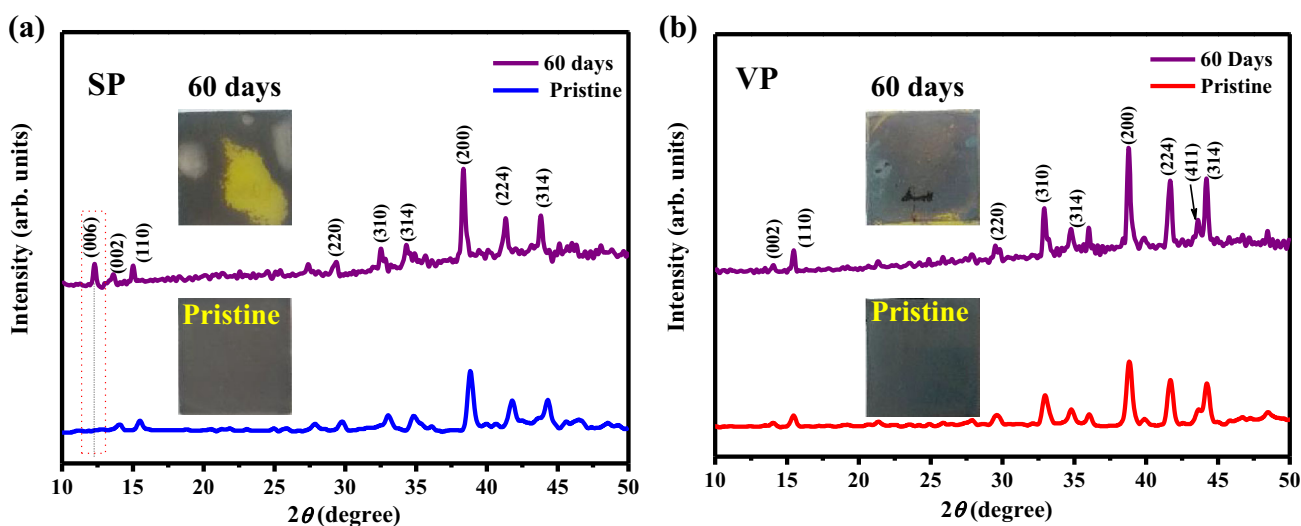 (a)
SP
60 days
60 days
Pristine
(006)
(002)
(110)
(220)
(310)
(314)
(200)
(224)
(314)
Pristine
Intensity (arb. units)
10 15 20 25 30 35 40 45 50
2θ (degree)
(b)
VP
60 days
60 Days
Pristine
(002)
(110)
(220)
(310)
(314)
(200)
(224)
(411)
(314)
Pristine
Intensity (arb. units)
10 15 20 25 30 35 40 45 50
2θ (degree)